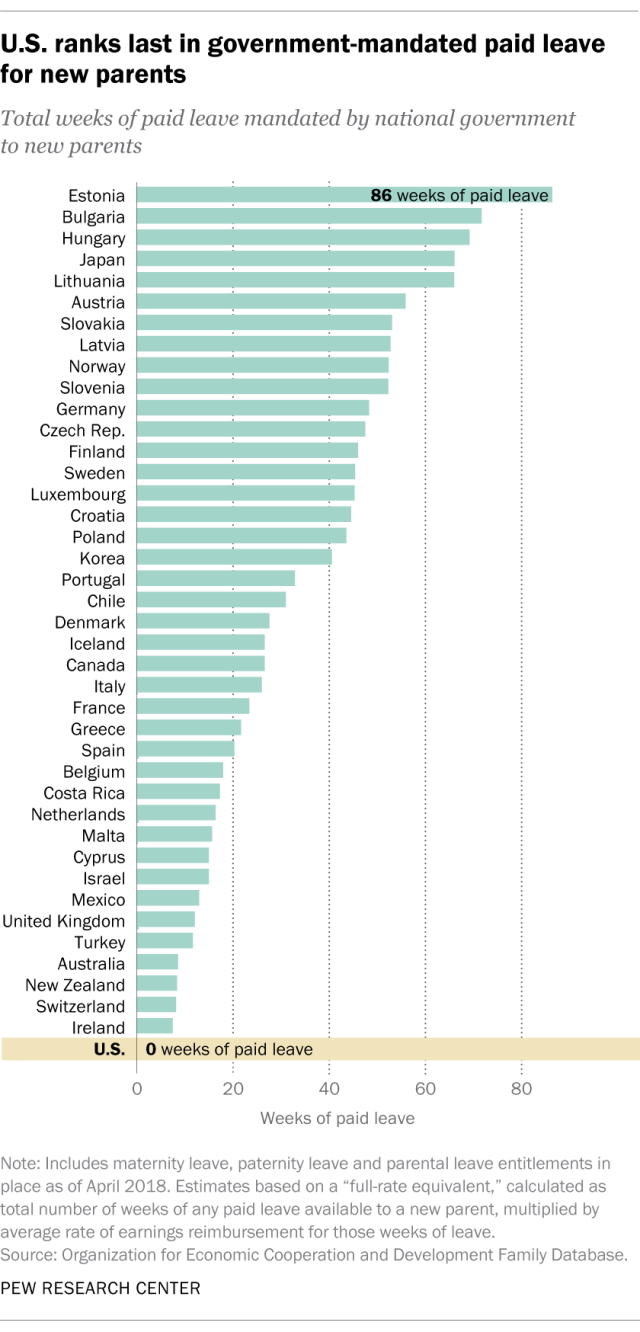 U.S. ranks last in government-mandated paid leave
for new parents
Total weeks of paid leave mandated by national government
to new parents
Estonia 86 weeks of paid leave
Bulgaria
Hungary
Japan
Lithuania
Austria
Slovakia
Latvia
Norway
Slovenia
Germany
Czech Rep.
Finland
Sweden
Luxembourg
Croatia
Poland
Korea
Portugal
Chile
Denmark
Iceland
Canada
Italy
France
Greece
Spain
Belgium
Costa Rica
Netherlands
Malta
Cyprus
Israel
Mexico
United Kingdom
Turkey
Australia
New Zealand
Switzerland
Ireland
U.S. 0 weeks of paid leave
0 20 40 60 80
Weeks of paid leave
Note: Includes maternity leave, paternity leave and parental leave entitlements in
place as of April 2018. Estimates based on a “full-rate equivalent,” calculated as
total number of weeks of any paid leave available to a new parent, multiplied by
average rate of earnings reimbursement for those weeks of leave.
Source: Organization for Economic Cooperation and Development Family Database.
PEW RESEARCH CENTER